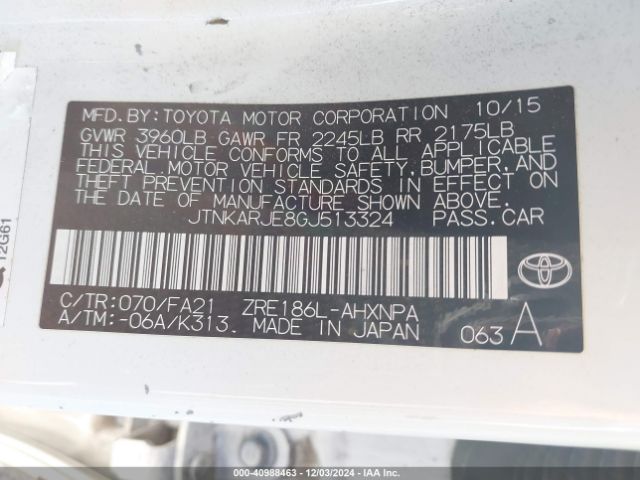 MFD.BY:TOYOTA MOTOR CORPORATION 10/15
GVWR 3960LB GAWR FR 2245LB RR 2175LB
THIS VEHICLE CONFORMS TO ALL APPLICABLE
FEDERAL MOTOR VEHICLE SAFETY,BUMPER,AND
THEFT PREVENTION STANDARDS IN EFFECT ON
THE DATE OF MANUFACTURE SHOWN ABOVE.
JTNKARJE8GJ513324 PASS.CAR
C/TR:070/FA21 ZRE186L-AHXNPA
A/TM:-06A/K313. MADE IN JAPAN 063 A
12G61
000-40988463 - 12/03/2024 - IAAI.COM